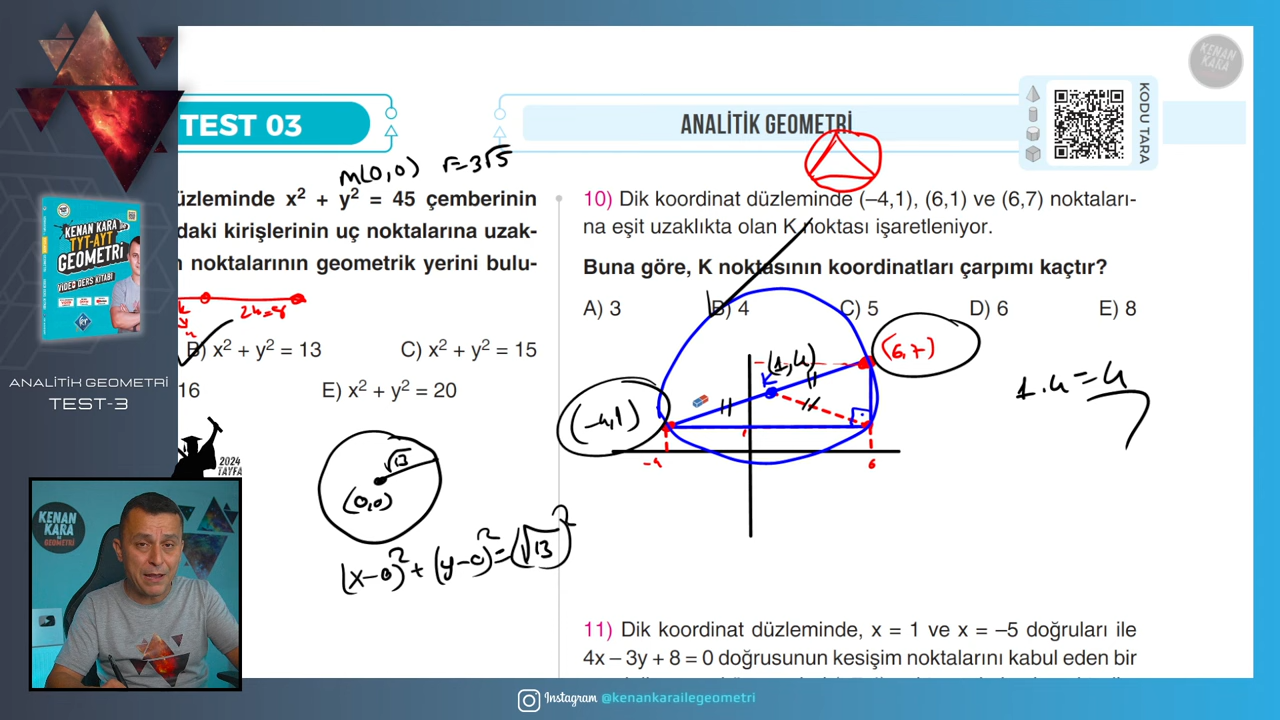 TEST 03
ANALİTİK GEOMETRİ
KODU TARA
KENAN
KARA
m(0,0) r=3√5
üzleminde x² + y² = 45 çemberinin
daki kirişlerinin uç noktalarına uzak-
noktalarının geometrik yerini bulu-
2k=8
B) x² + y² = 13 C) x² + y² = 15
16 E) x² + y² = 20
√13
(0,0)
(x-0)² + (y-0)² = (√13)²
10) Dik koordinat düzleminde (–4,1), (6,1) ve (6,7) noktaları-
na eşit uzaklıkta olan K noktası işaretleniyor.
Buna göre, K noktasının koordinatları çarpımı kaçtır?
A) 3 B) 4 C) 5 D) 6 E) 8
(1,4)
(6,7)
K
(-4,1)
1
-4
6
1.4=4
11) Dik koordinat düzleminde, x = 1 ve x = –5 doğruları ile
4x – 3y + 8 = 0 doğrusunun kesişim noktalarını kabul eden bir
KENAN KARA
TYT-AYT
GEOMETRİ
VİDEO DERS KİTABI
ANALİTİK GEOMETRİ
TEST-3
2024
TAYFA
KENAN
KARA
GEOMETRİ
Instagram @kenankarailegeometri